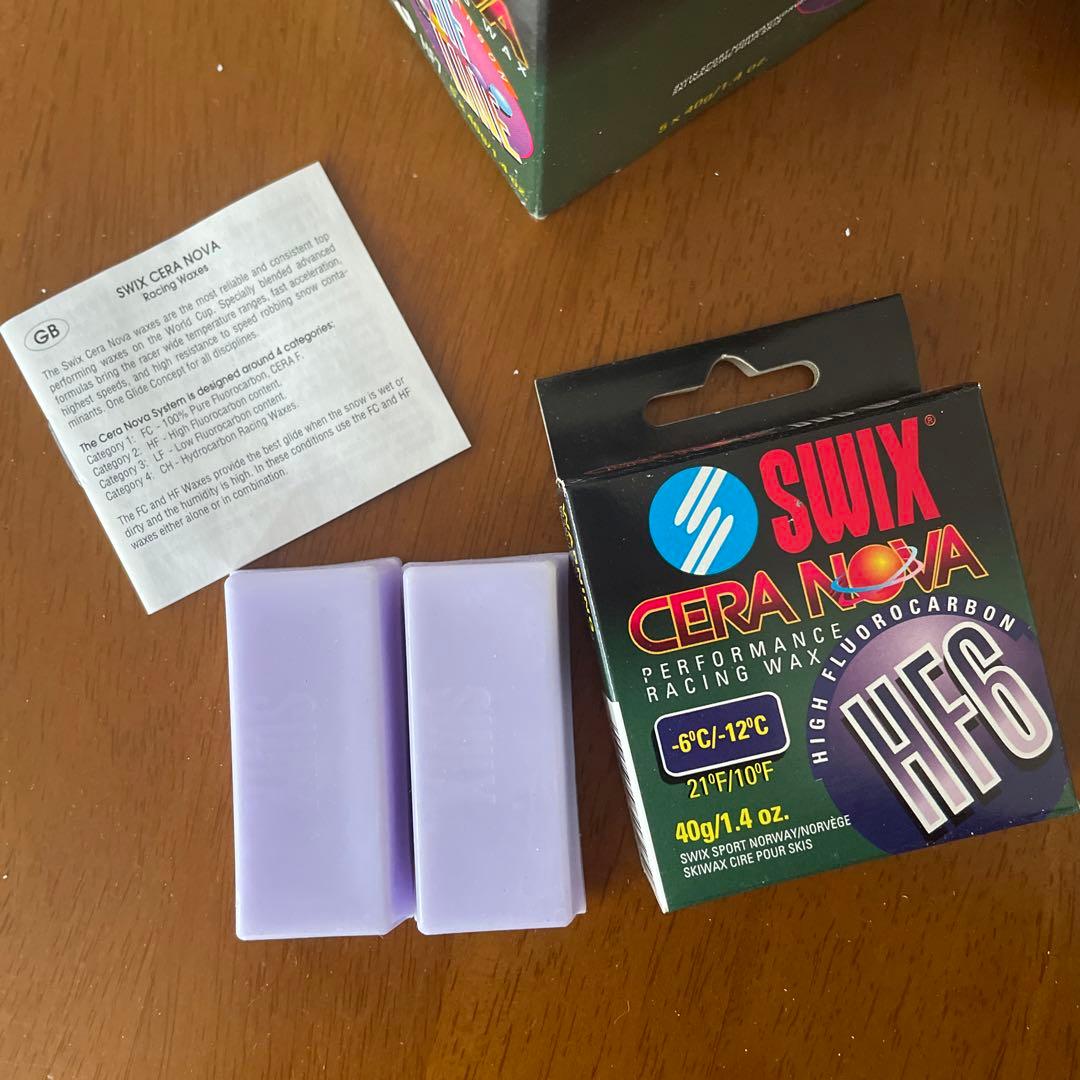 WAX
5 x 40g/1.4 oz.
SWIX CERA NOVA
Racing Waxes
GB
The Swix Cera Nova waxes are the most reliable and consistent top
performing waxes on the World Cup. Specially blended advanced
formulas bring the racer wide temperature ranges, fast acceleration,
highest speeds, and high resistance to speed robbing snow conta-
minants. One Glide Concept for all disciplines.
The Cera Nova System is designed around 4 categories:
Category 1: FC - 100% Pure Fluorocarbon, CERA F.
Category 2: HF - High Fluorocarbon content.
Category 3: LF - Low Fluorocarbon content.
Category 4: CH - Hydrocarbon Racing Waxes.
The FC and HF Waxes provide the best glide when the snow is wet or
dirty and the humidity is high. In these conditions use the FC and HF
waxes either alone or in combination.
SWIX®
CERA NOVA
PERFORMANCE
RACING WAX
HIGH FLUOROCARBON
HF6
-6ºC/-12ºC
21ºF/10ºF
40g/1.4 oz.
SWIX SPORT NORWAY/NORVÈGE
SKIWAX CIRE POUR SKIS